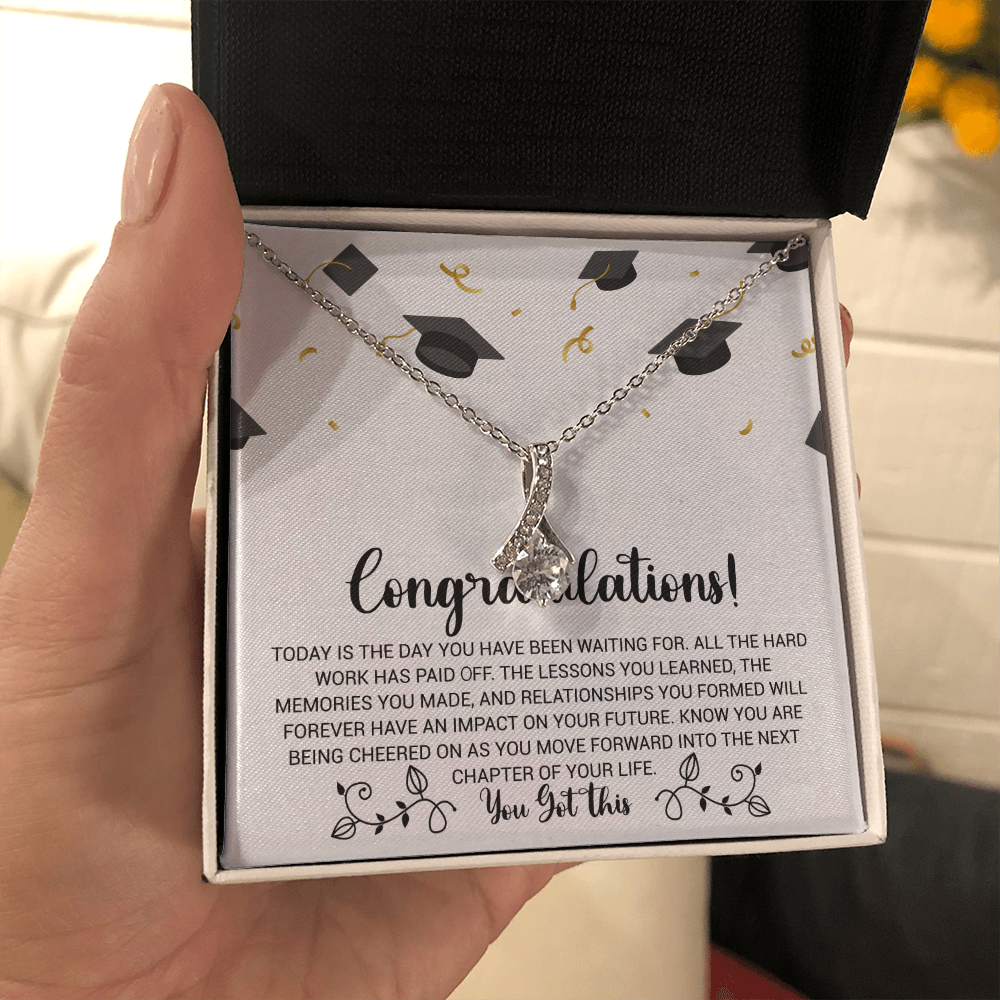 Congratulations!
TODAY IS THE DAY YOU HAVE BEEN WAITING FOR. ALL THE HARD
WORK HAS PAID OFF. THE LESSONS YOU LEARNED, THE
MEMORIES YOU MADE, AND RELATIONSHIPS YOU FORMED WILL
FOREVER HAVE AN IMPACT ON YOUR FUTURE. KNOW YOU ARE
BEING CHEERED ON AS YOU MOVE FORWARD INTO THE NEXT
CHAPTER OF YOUR LIFE.
You Got this